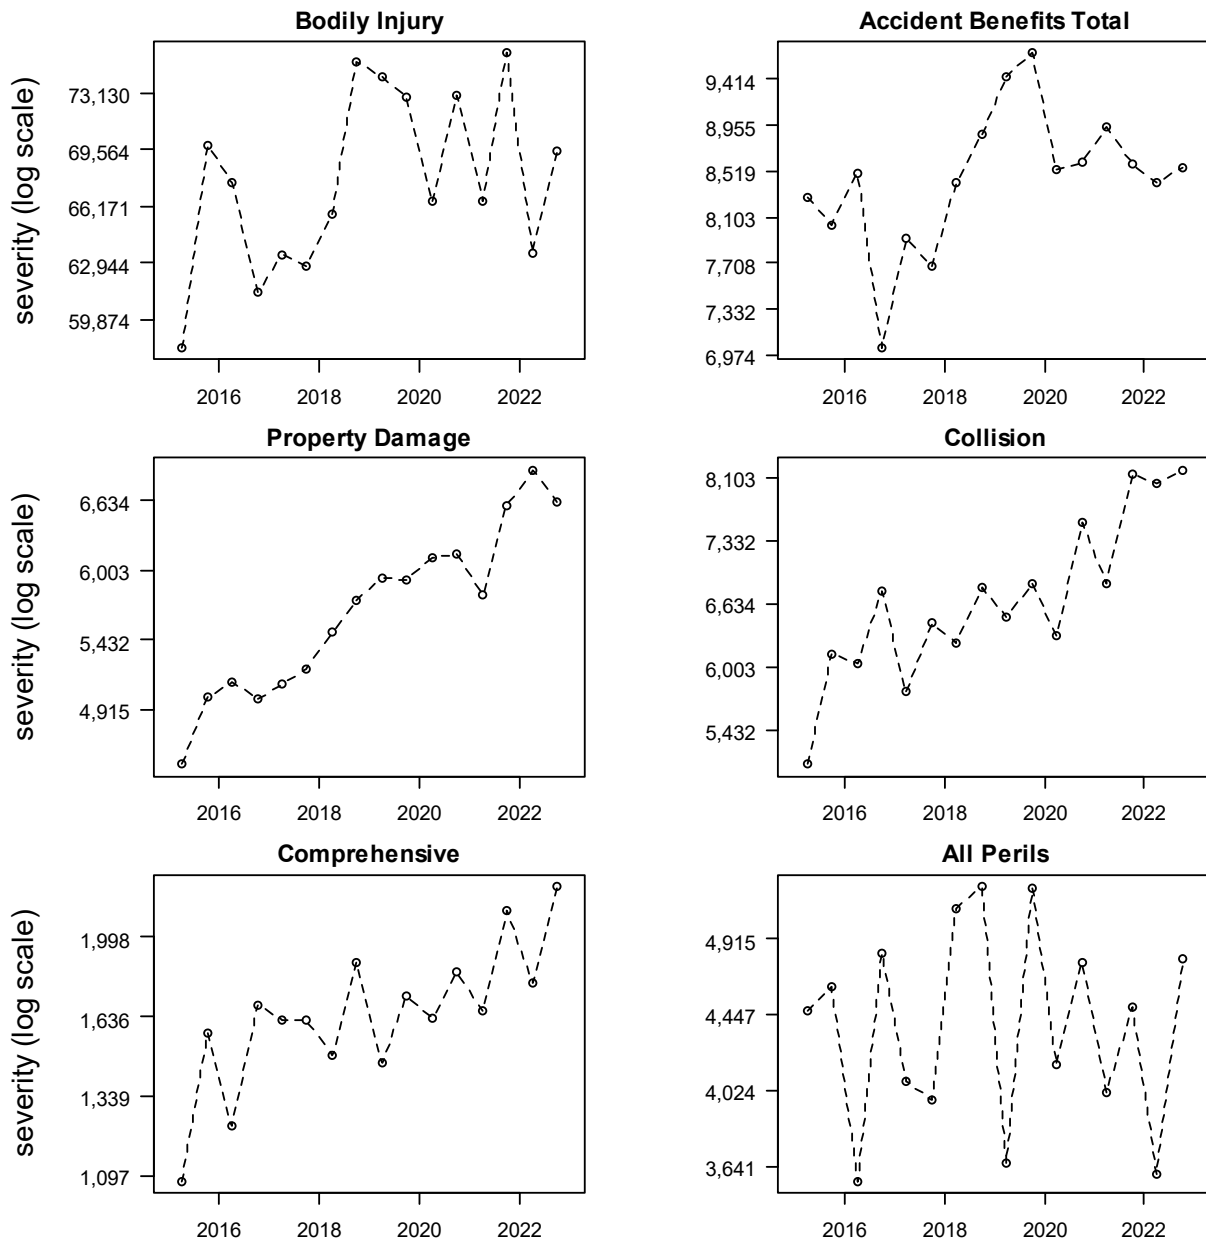 Bodily Injury
severity (log scale)
73,130
69,564
66,171
62,944
59,874
2016 2018 2020 2022
Accident Benefits Total
9,414
8,955
8,519
8,103
7,708
7,332
6,974
2016 2018 2020 2022
Property Damage
severity (log scale)
6,634
6,003
5,432
4,915
2016 2018 2020 2022
Collision
8,103
7,332
6,634
6,003
5,432
2016 2018 2020 2022
Comprehensive
severity (log scale)
1,998
1,636
1,339
1,097
2016 2018 2020 2022
All Perils
4,915
4,447
4,024
3,641
2016 2018 2020 2022